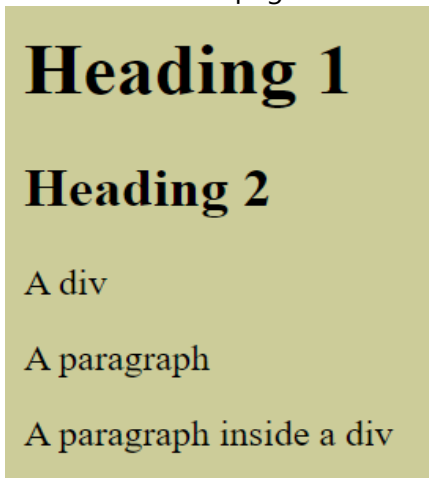 Heading 1
Heading 2
A div
A paragraph
A paragraph inside a div